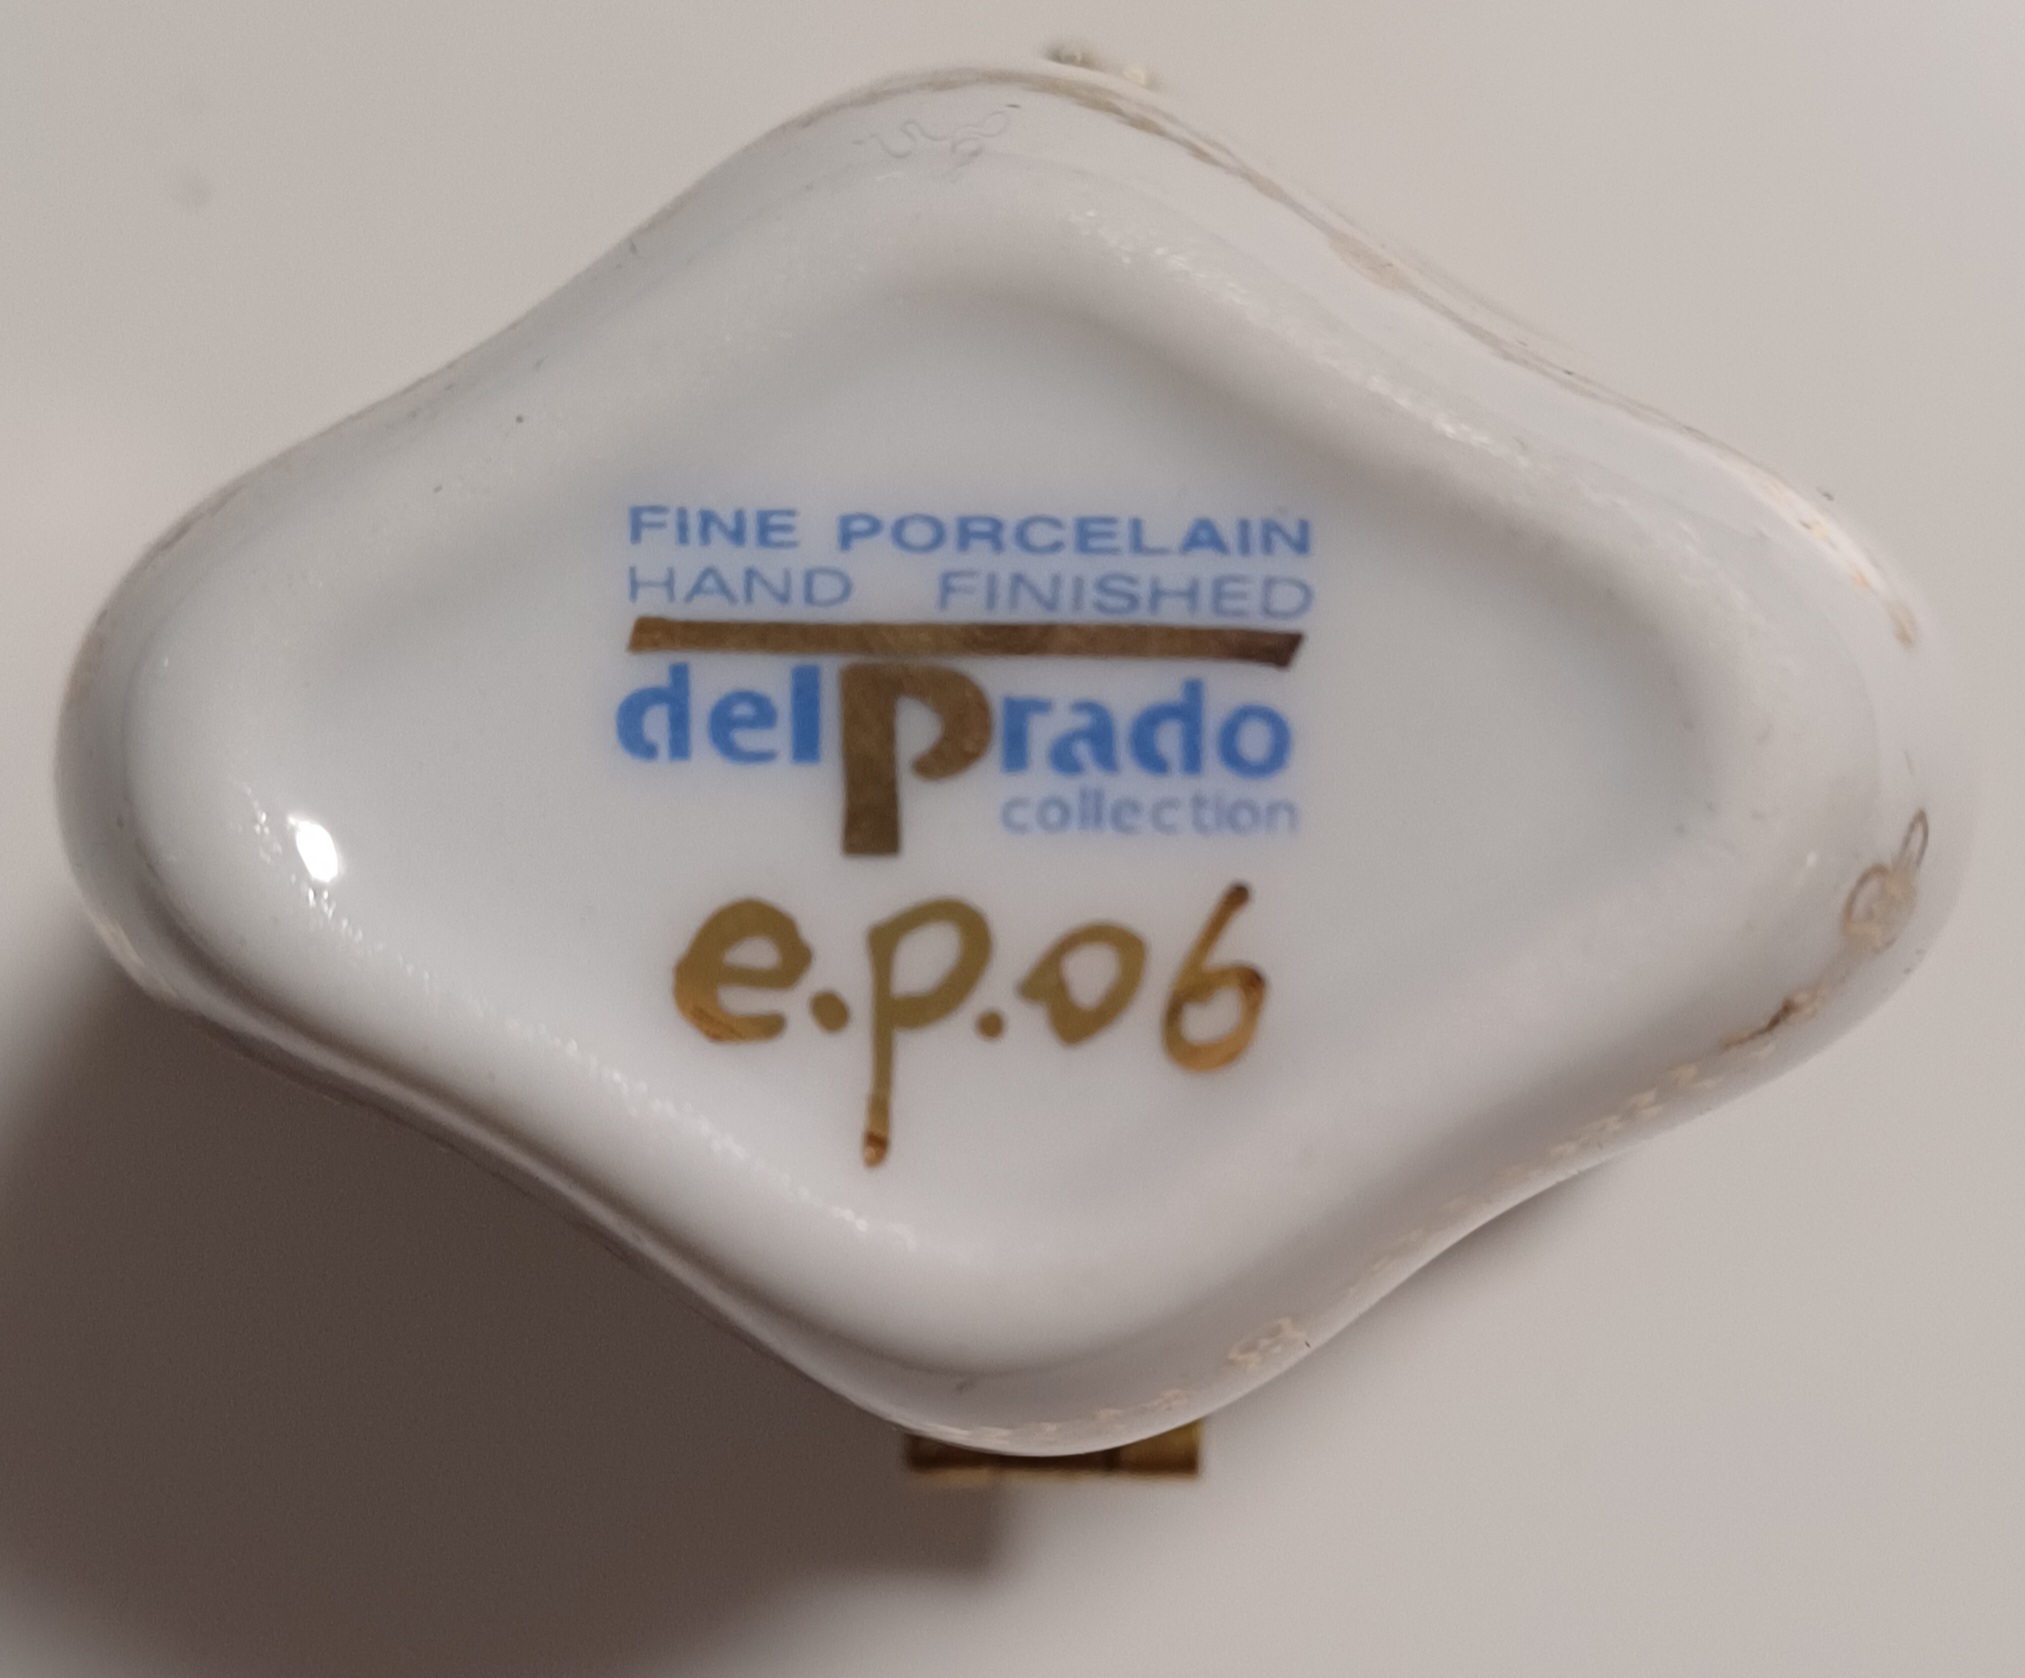 FINE PORCELAIN
HAND FINISHED
delPrado
collection
e.p.06